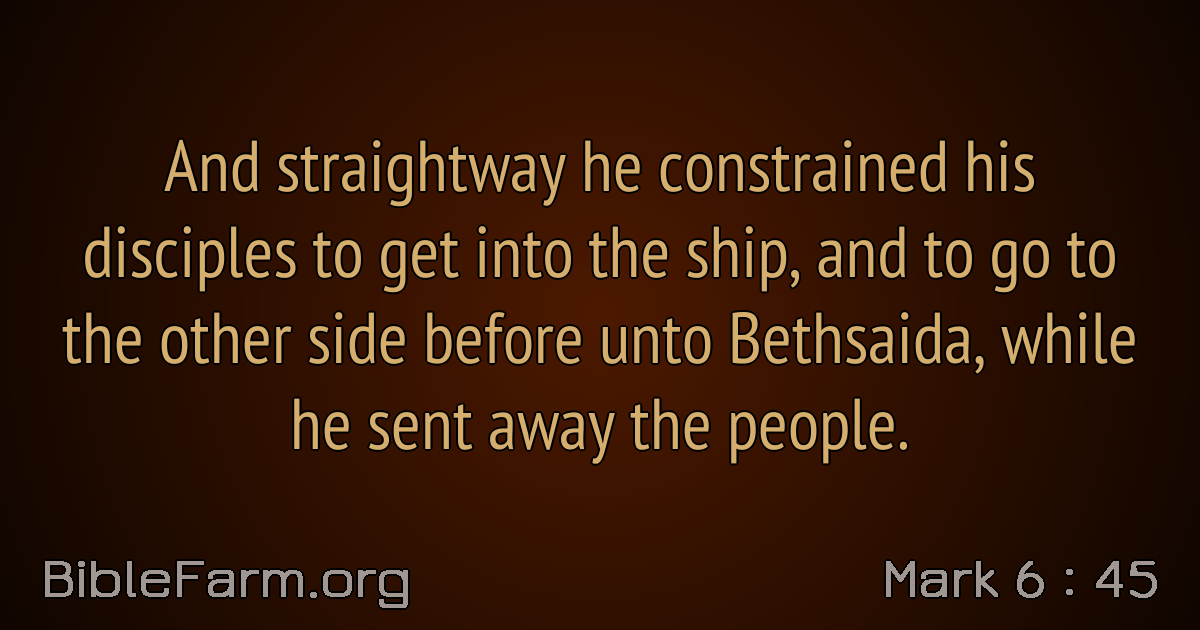 And straightway he constrained his
disciples to get into the ship, and to go to
the other side before unto Bethsaida, while
he sent away the people.
BibleFarm.org
Mark 6 : 45